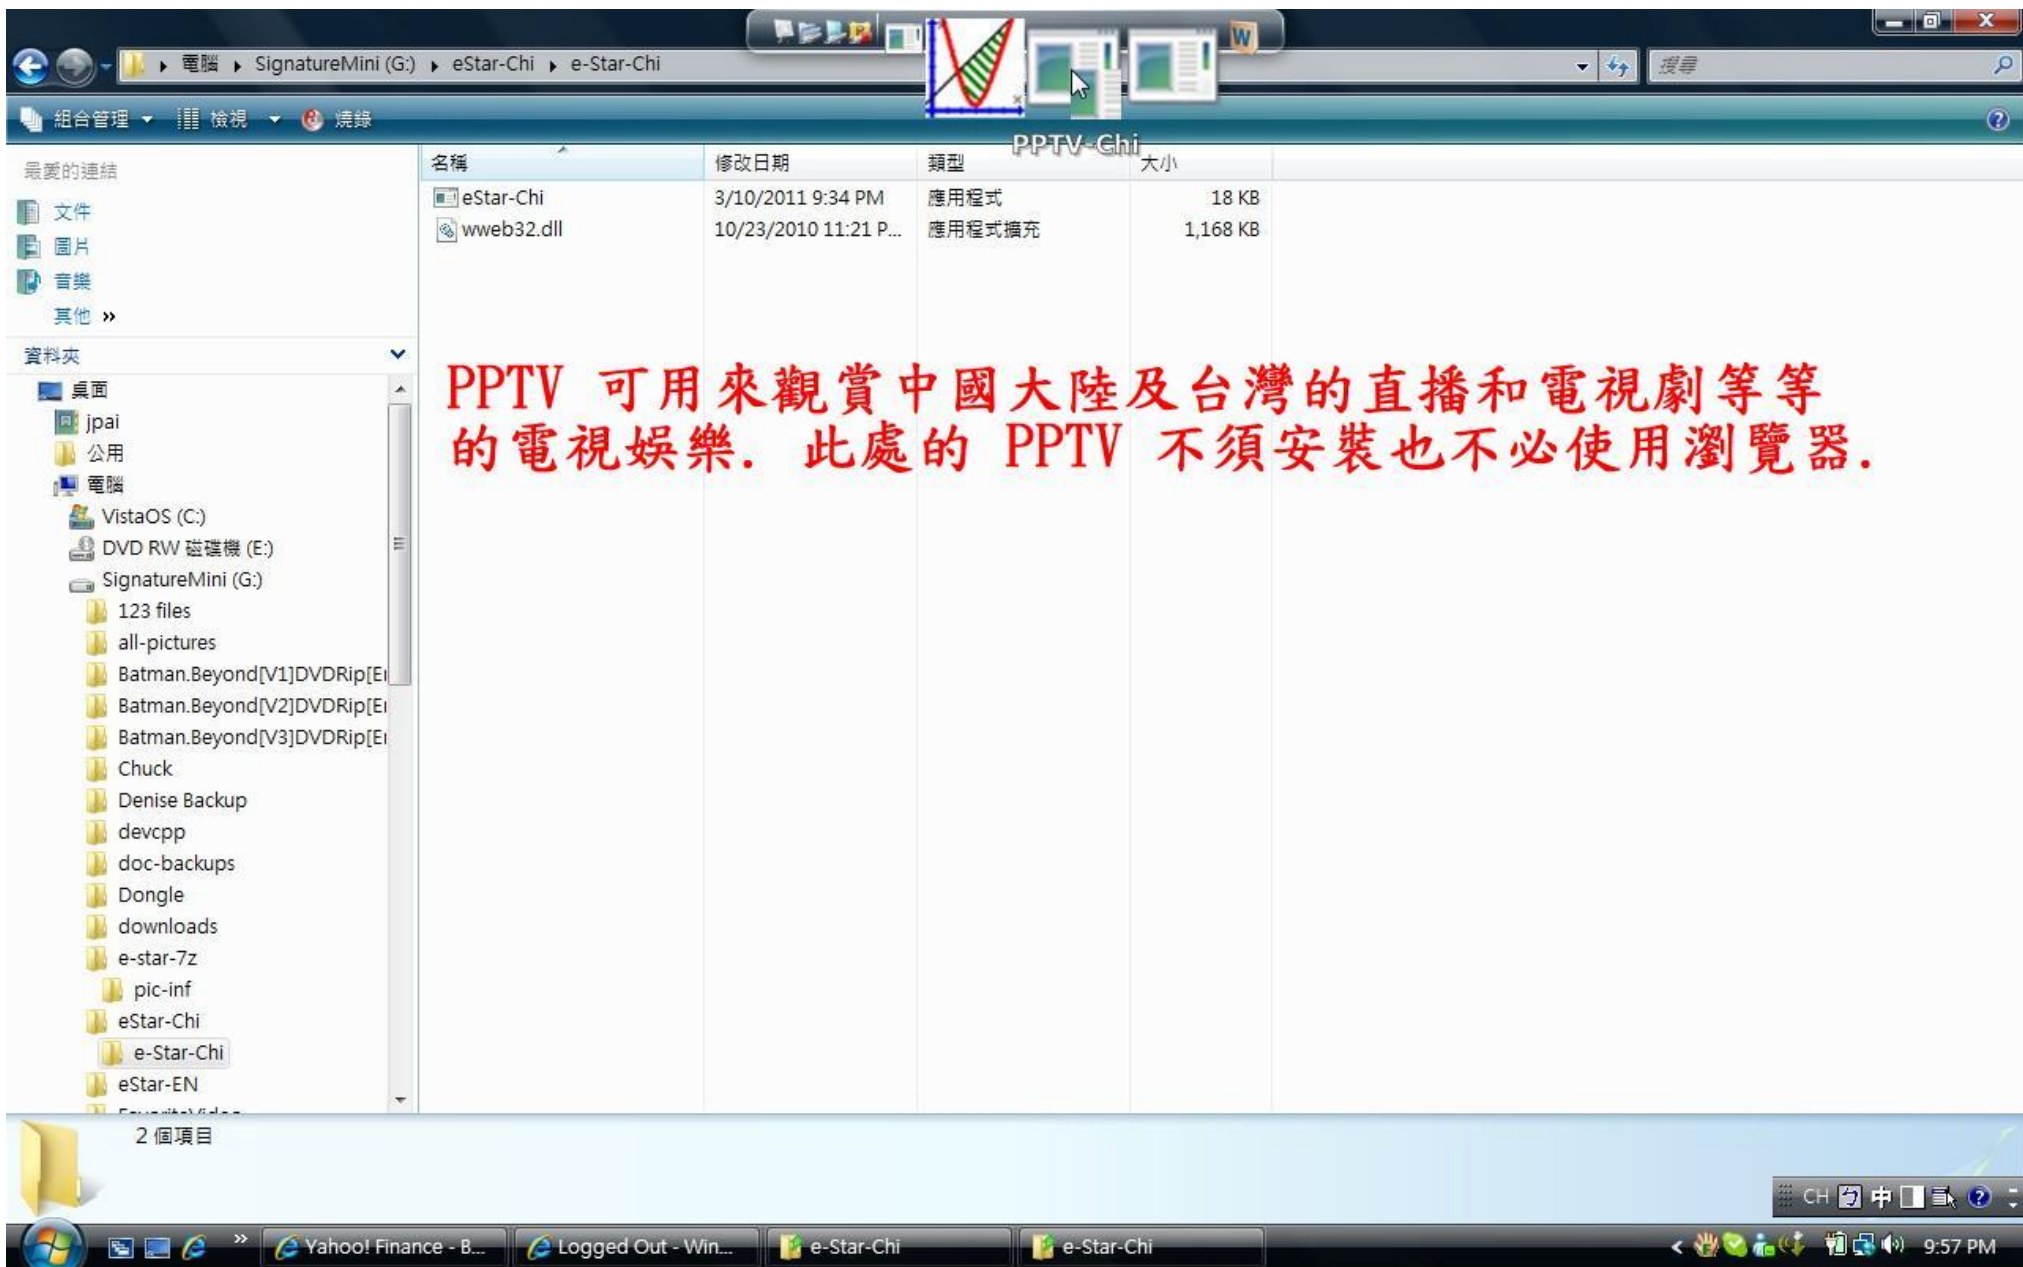 電腦 SignatureMini (G:) eStar-Chi e-Star-Chi
搜尋
組合管理 檢視 燒錄
PPTV-Chi
最愛的連結
文件
圖片
音樂
其他 »
資料夾
桌面
jpai
公用
電腦
VistaOS (C:)
DVD RW 磁碟機 (E:)
SignatureMini (G:)
123 files
all-pictures
Batman.Beyond[V1]DVDRip[E
Batman.Beyond[V2]DVDRip[E
Batman.Beyond[V3]DVDRip[E
Chuck
Denise Backup
devcpp
doc-backups
Dongle
downloads
e-star-7z
pic-inf
eStar-Chi
e-Star-Chi
eStar-EN
名稱 修改日期 類型 大小
eStar-Chi 3/10/2011 9:34 PM 應用程式 18 KB
wweb32.dll 10/23/2010 11:21 P... 應用程式擴充 1,168 KB
PPTV 可用來觀賞中國大陸及台灣的直播和電視劇等等
的電視娛樂. 此處的 PPTV 不須安裝也不必使用瀏覽器.
2 個項目
CH ㄅ 中
Yahoo! Finance - B... Logged Out - Win... e-Star-Chi e-Star-Chi 9:57 PM